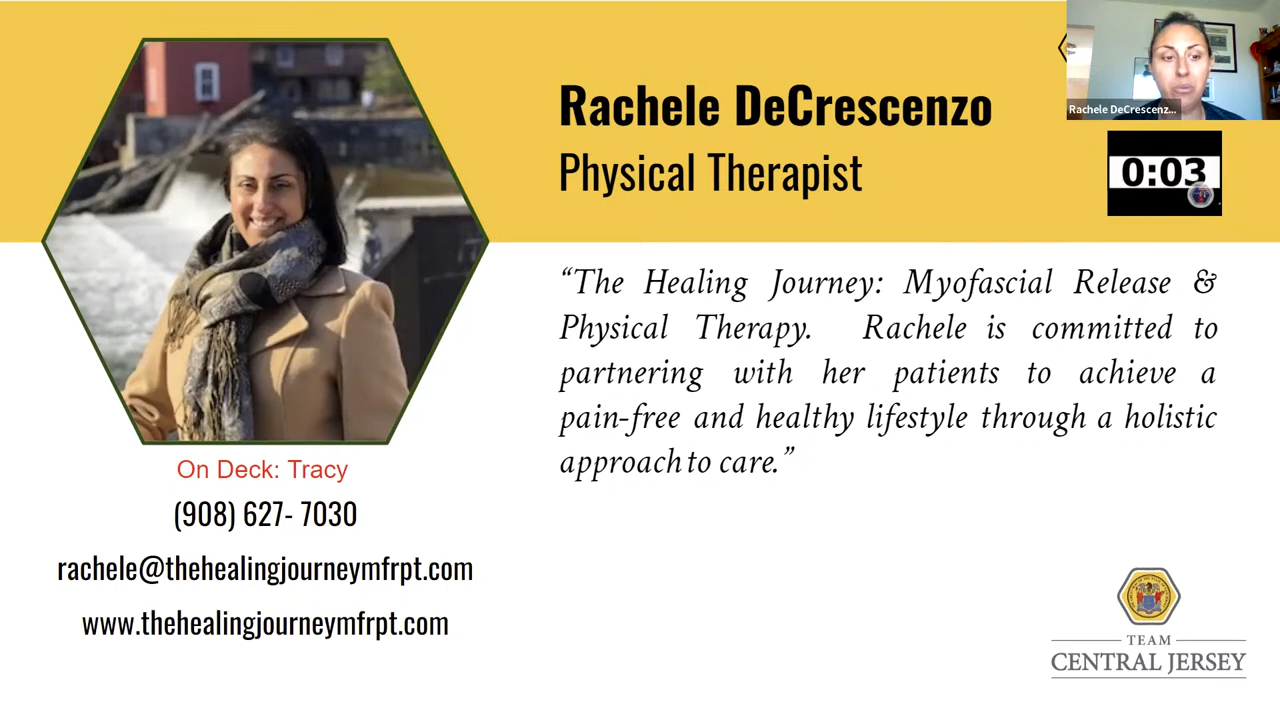 Rachele DeCrescenzo
Physical Therapist
Rachele DeCrescenz...
0:03
“The Healing Journey: Myofascial Release &
Physical Therapy. Rachele is committed to
partnering with her patients to achieve a
pain-free and healthy lifestyle through a holistic
approach to care.”
On Deck: Tracy
(908) 627- 7030
rachele@thehealingjourneymfrpt.com
www.thehealingjourneymfrpt.com
TEAM
CENTRAL JERSEY